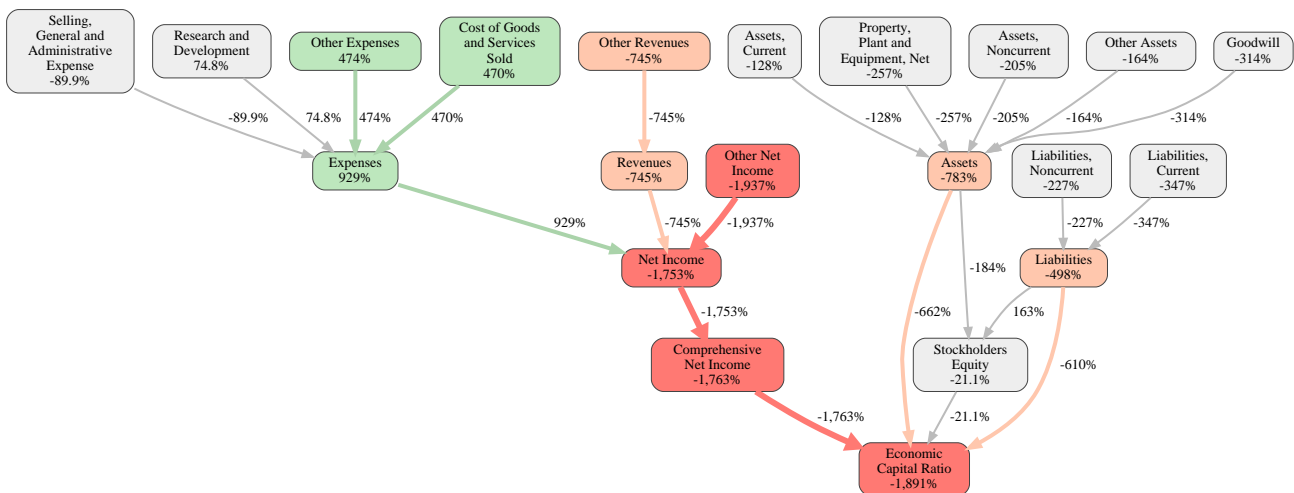 Selling,
General and
Administrative
Expense
-89.9%
Research and
Development
74.8%
Other Expenses
474%
Cost of Goods
and Services
Sold
470%
Other Revenues
-745%
Assets,
Current
-128%
Property,
Plant and
Equipment, Net
-257%
Assets,
Noncurrent
-205%
Other Assets
-164%
Goodwill
-314%
-89.9%
74.8%
474%
470%
-745%
-128%
-257%
-205%
-164%
-314%
Expenses
929%
Revenues
-745%
Other Net
Income
-1,937%
Assets
-783%
Liabilities,
Noncurrent
-227%
Liabilities,
Current
-347%
929%
-745%
-1,937%
-227%
-347%
Net Income
-1,753%
-184%
Liabilities
-498%
-1,753%
-662%
163%
Comprehensive
Net Income
-1,763%
Stockholders
Equity
-21.1%
-610%
-1,763%
-21.1%
Economic
Capital Ratio
-1,891%